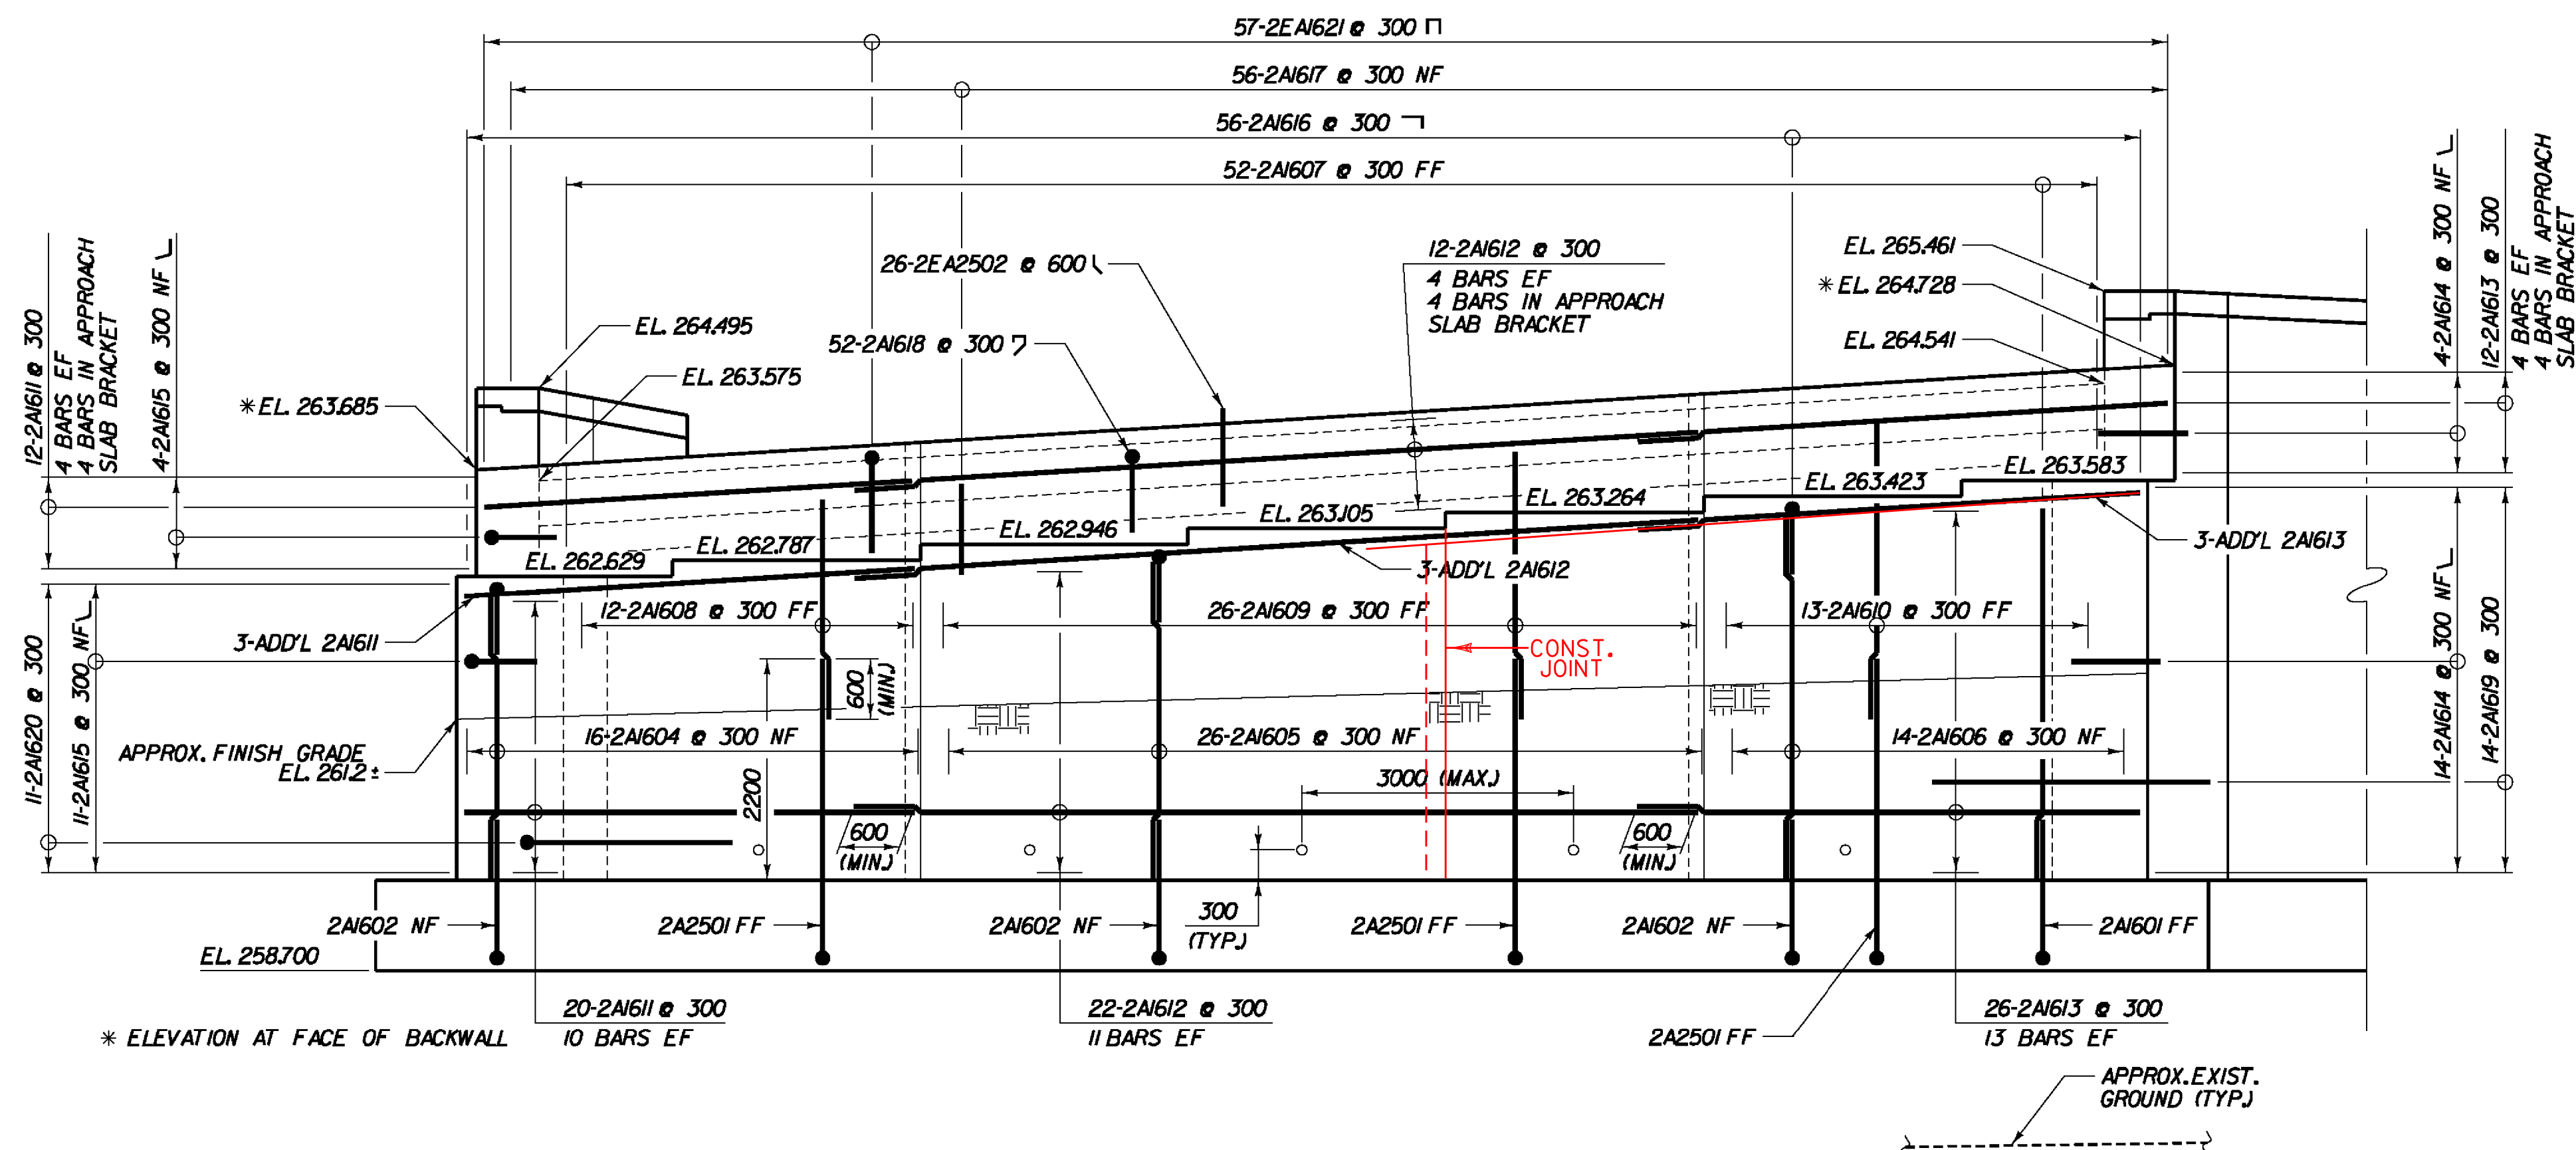 57-2EA1621 @ 300
56-2A1617 @ 300 NF
56-2A1616 @ 300
52-2A1607 @ 300 FF
26-2EA2502 @ 600
12-2A1612 @ 300
4 BARS EF
4 BARS IN APPROACH
SLAB BRACKET
EL. 265.461
* EL. 264.728
EL. 264.541
EL. 264.495
52-2A1618 @ 300
EL. 263.575
* EL. 263.685
12-2A1611 @ 300
4 BARS EF
4 BARS IN APPROACH
SLAB BRACKET
4-2A1615 @ 300 NF
4-2A1614 @ 300 NF
12-2A1613 @ 300
4 BARS EF
4 BARS IN APPROACH
SLAB BRACKET
EL. 262.629
EL. 262.787
EL. 262.946
EL. 263.105
EL. 263.264
EL. 263.423
EL. 263.583
3-ADD'L 2A1613
3-ADD'L 2A1612
3-ADD'L 2A1611
12-2A1608 @ 300 FF
26-2A1609 @ 300 FF
13-2A1610 @ 300 FF
CONST.
JOINT
600
(MIN.)
11-2A1620 @ 300
11-2A1615 @ 300 NF
14-2A1614 @ 300 NF
14-2A1619 @ 300
APPROX. FINISH GRADE
EL. 261.2 ±
16-2A1604 @ 300 NF
26-2A1605 @ 300 NF
14-2A1606 @ 300 NF
3000 (MAX.)
2200
600
(MIN.)
600
(MIN.)
300
(TYP.)
2A1602 NF
2A2501 FF
2A1602 NF
2A2501 FF
2A1602 NF
2A1601 FF
EL. 258.700
20-2A1611 @ 300
10 BARS EF
22-2A1612 @ 300
11 BARS EF
2A2501 FF
26-2A1613 @ 300
13 BARS EF
* ELEVATION AT FACE OF BACKWALL
APPROX. EXIST.
GROUND (TYP.)